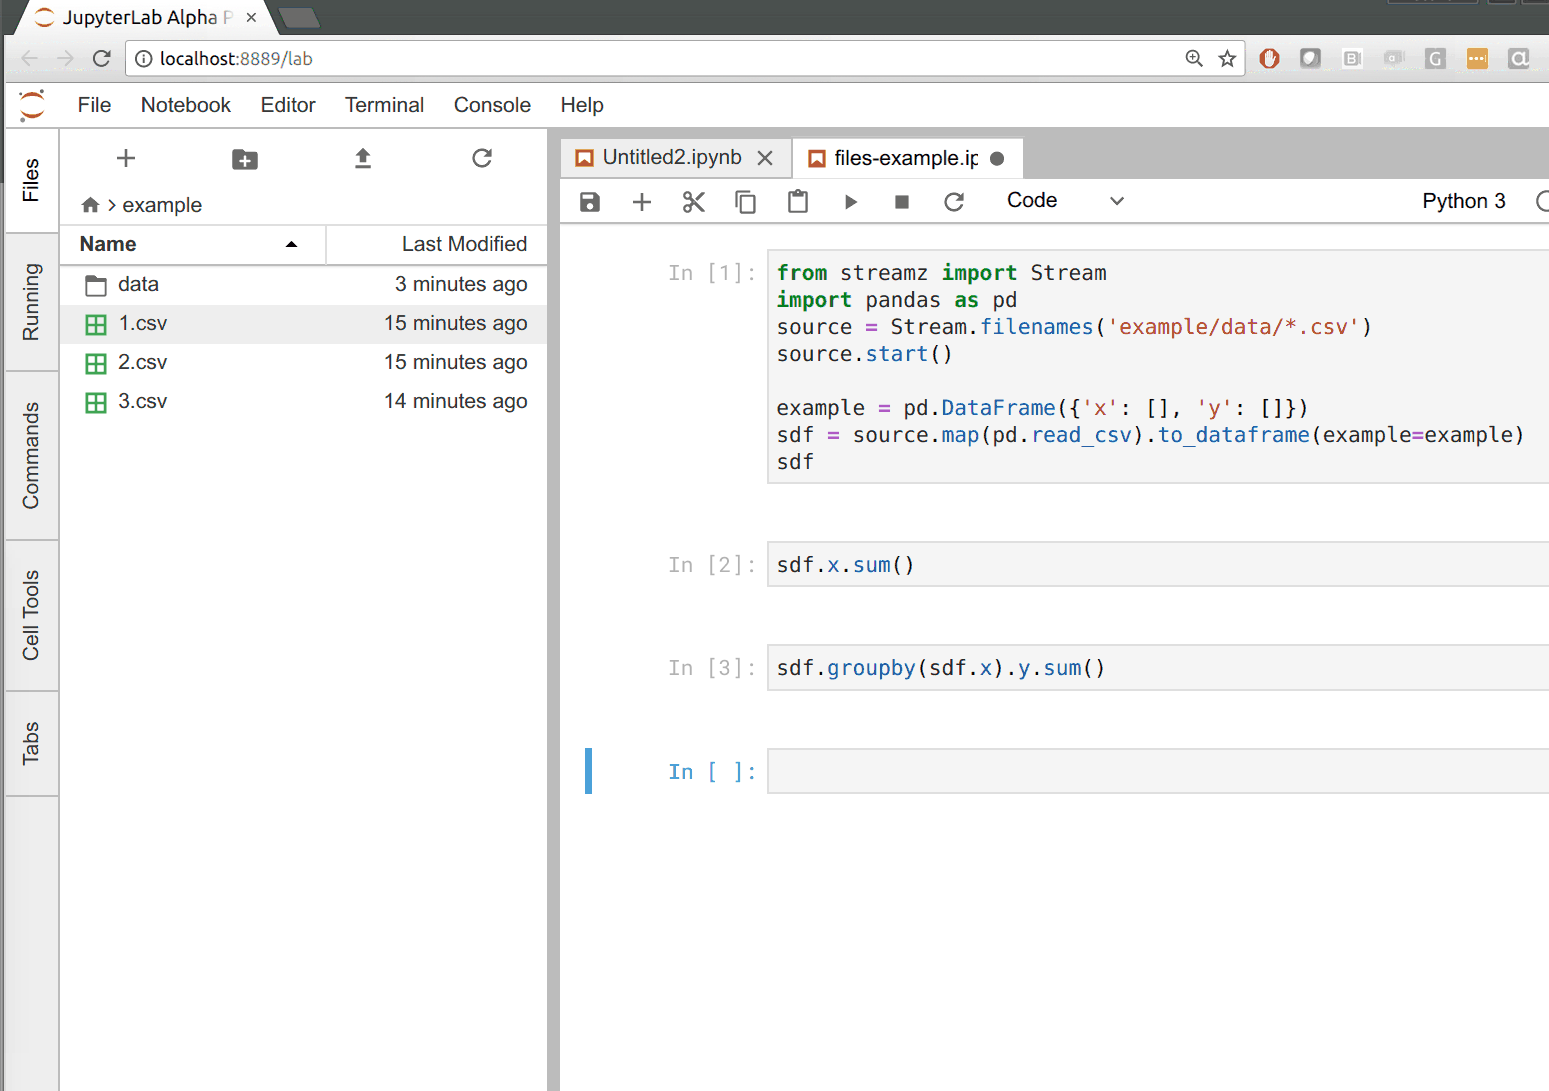 JupyterLab Alpha P
localhost:8889/lab
File Notebook Editor Terminal Console Help
Files
Running
Commands
Cell Tools
Tabs
example
Name Last Modified
data 3 minutes ago
1.csv 15 minutes ago
2.csv 15 minutes ago
3.csv 14 minutes ago
Untitled2.ipynb files-example.ip
Code Python 3
In [1]:
from streamz import Stream
import pandas as pd
source = Stream.filenames('example/data/*.csv')
source.start()
example = pd.DataFrame({'x': [], 'y': []})
sdf = source.map(pd.read_csv).to_dataframe(example=example)
sdf
In [2]: sdf.x.sum()
In [3]: sdf.groupby(sdf.x).y.sum()
In [ ]: